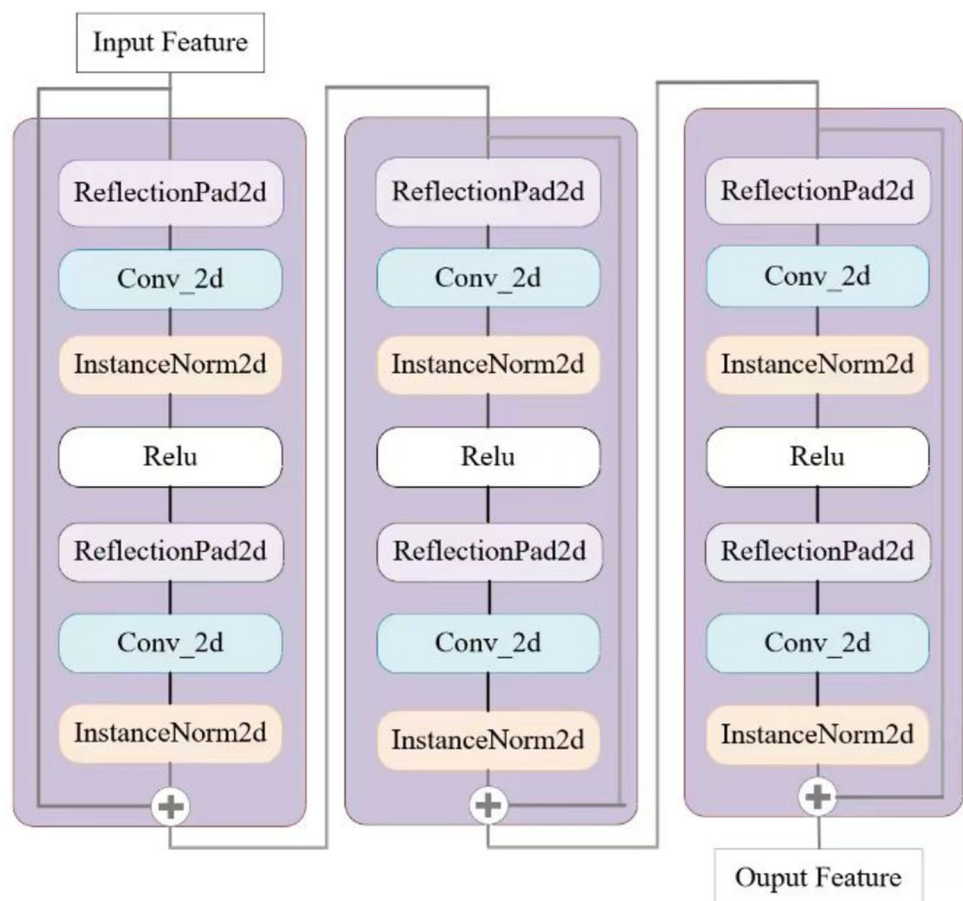 Input Feature
ReflectionPad2d
Conv_2d
InstanceNorm2d
Relu
ReflectionPad2d
Conv_2d
InstanceNorm2d
ReflectionPad2d
Conv_2d
InstanceNorm2d
Relu
ReflectionPad2d
Conv_2d
InstanceNorm2d
ReflectionPad2d
Conv_2d
InstanceNorm2d
Relu
ReflectionPad2d
Conv_2d
InstanceNorm2d
Ouput Feature